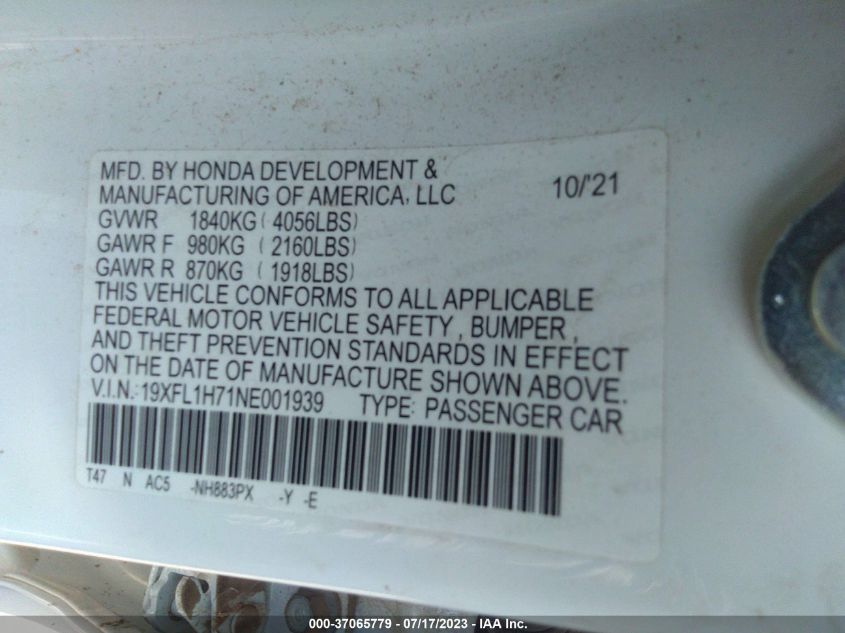 MFD. BY HONDA DEVELOPMENT &
MANUFACTURING OF AMERICA, LLC 10/'21
GVWR 1840KG ( 4056LBS)
GAWR F 980KG ( 2160LBS)
GAWR R 870KG ( 1918LBS)
THIS VEHICLE CONFORMS TO ALL APPLICABLE
FEDERAL MOTOR VEHICLE SAFETY , BUMPER ,
AND THEFT PREVENTION STANDARDS IN EFFECT
ON THE DATE OF MANUFACTURE SHOWN ABOVE.
V.I.N.: 19XFL1H71NE001939 TYPE: PASSENGER CAR
T47 N AC5 -NH883PX -Y -E
000-37065779 — 07/17/2023 — IAA Inc.